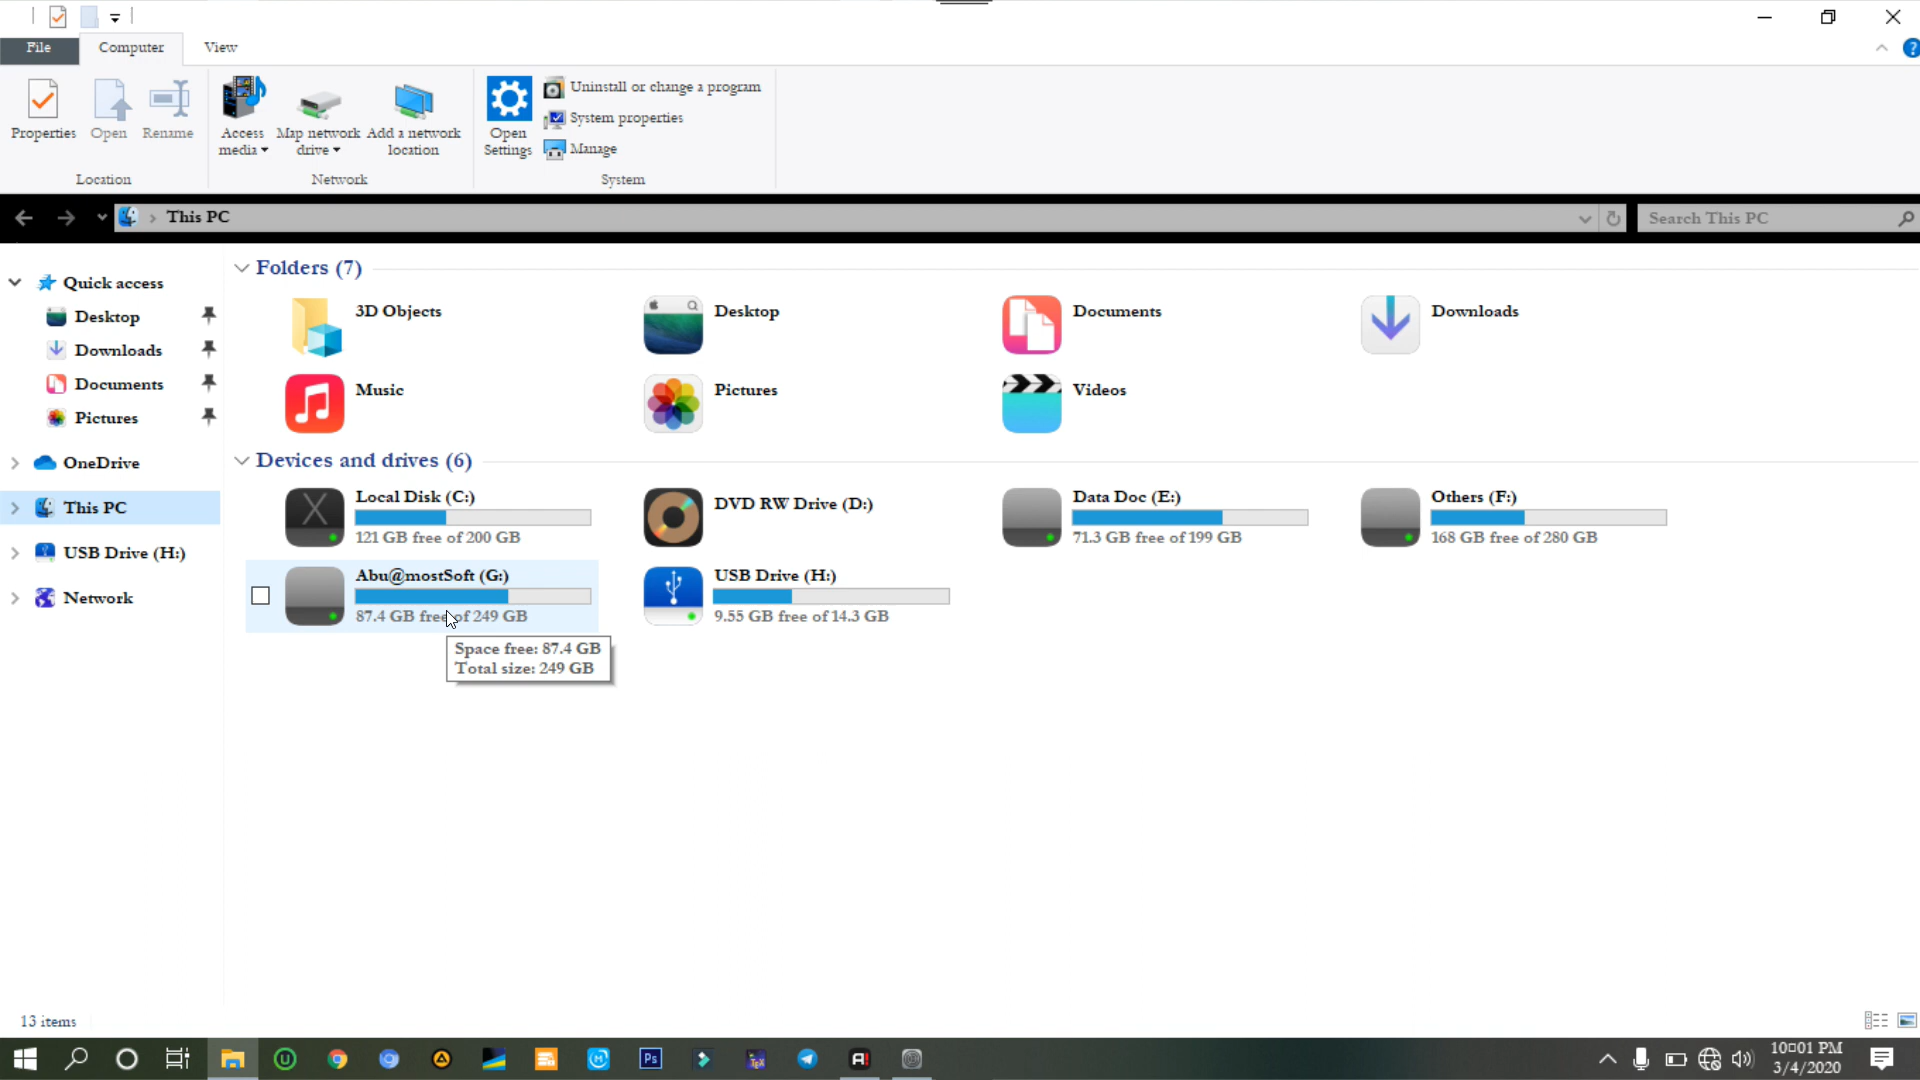 File
Computer
View
Properties
Open
Rename
Access media
Map network drive
Add a network location
Open Settings
Uninstall or change a program
System properties
Manage
Location
Network
System
This PC
Search This PC
Quick access
Desktop
Downloads
Documents
Pictures
OneDrive
This PC
USB Drive (H:)
Network
Folders (7)
3D Objects
Desktop
Documents
Downloads
Music
Pictures
Videos
Devices and drives (6)
Local Disk (C:)
121 GB free of 200 GB
DVD RW Drive (D:)
Data Doc (E:)
71.3 GB free of 199 GB
Others (F:)
168 GB free of 280 GB
Abu@mostSoft (G:)
87.4 GB free of 249 GB
USB Drive (H:)
9.55 GB free of 14.3 GB
Space free: 87.4 GB
Total size: 249 GB
13 items
Ps
10□01 PM
3/4/2020